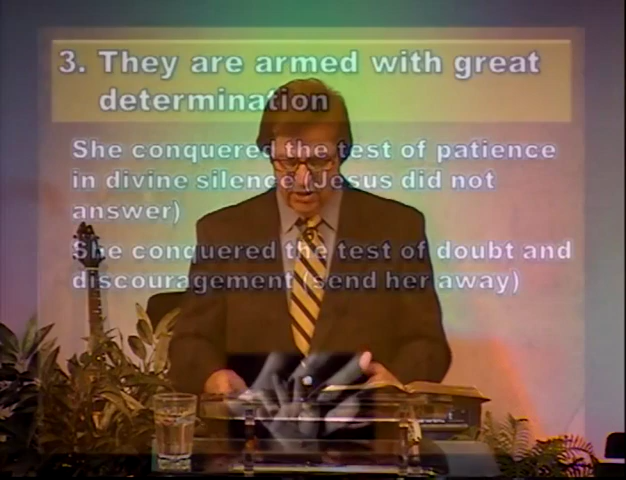 3. They are armed with great
determination
She conquered the test of patience
in divine silence (Jesus did not
answer)
She conquered the test of doubt and
discouragement (send her away)